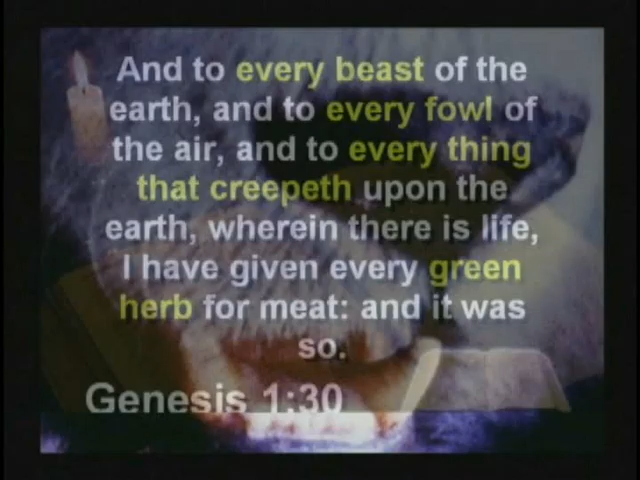 And to every beast of the
earth, and to every fowl of
the air, and to every thing
that creepeth upon the
earth, wherein there is life,
I have given every green
herb for meat: and it was
so.
Genesis 1:30